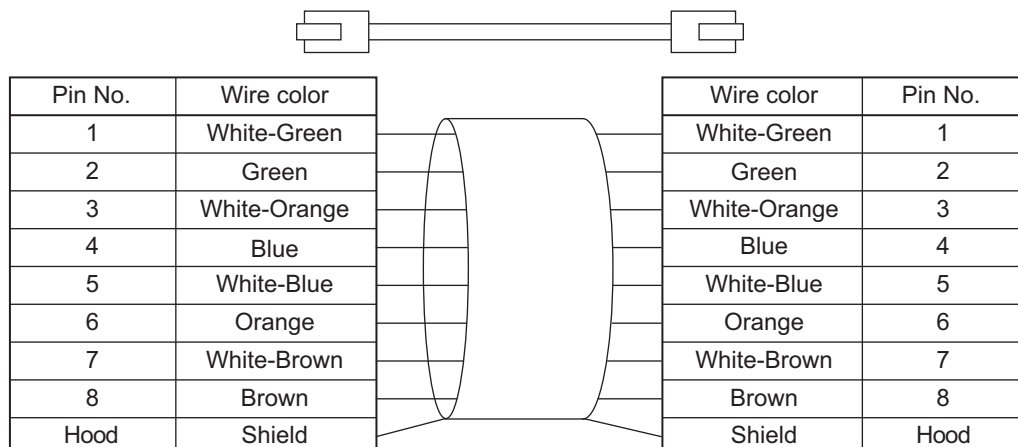 Pin No. Wire color Wire color Pin No.
1 White-Green White-Green 1
2 Green Green 2
3 White-Orange White-Orange 3
4 Blue Blue 4
5 White-Blue White-Blue 5
6 Orange Orange 6
7 White-Brown White-Brown 7
8 Brown Brown 8
Hood Shield Shield Hood